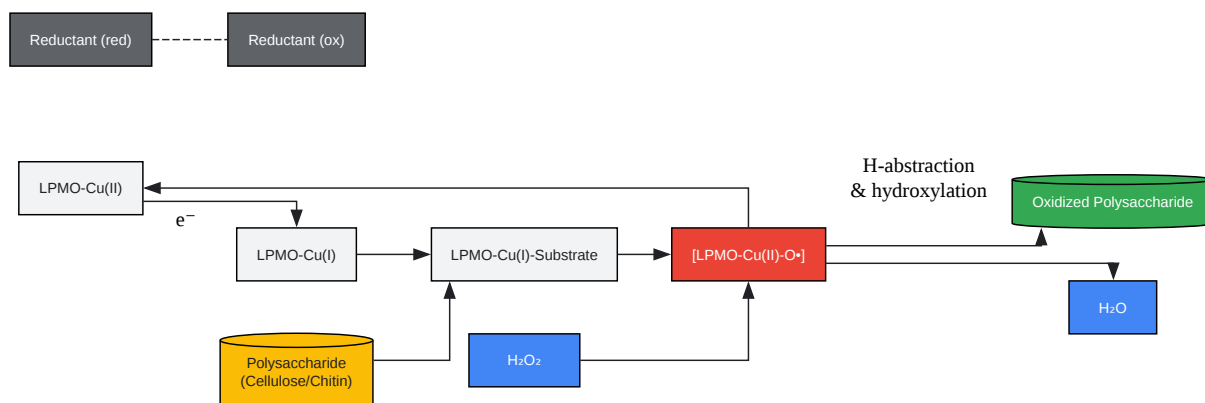 Reductant (red)
Reductant (ox)
LPMO-Cu(II)
e⁻
LPMO-Cu(I)
LPMO-Cu(I)-Substrate
[LPMO-Cu(II)-O•]
H-abstraction
& hydroxylation
Oxidized Polysaccharide
H₂O
Polysaccharide
(Cellulose/Chitin)
H₂O₂